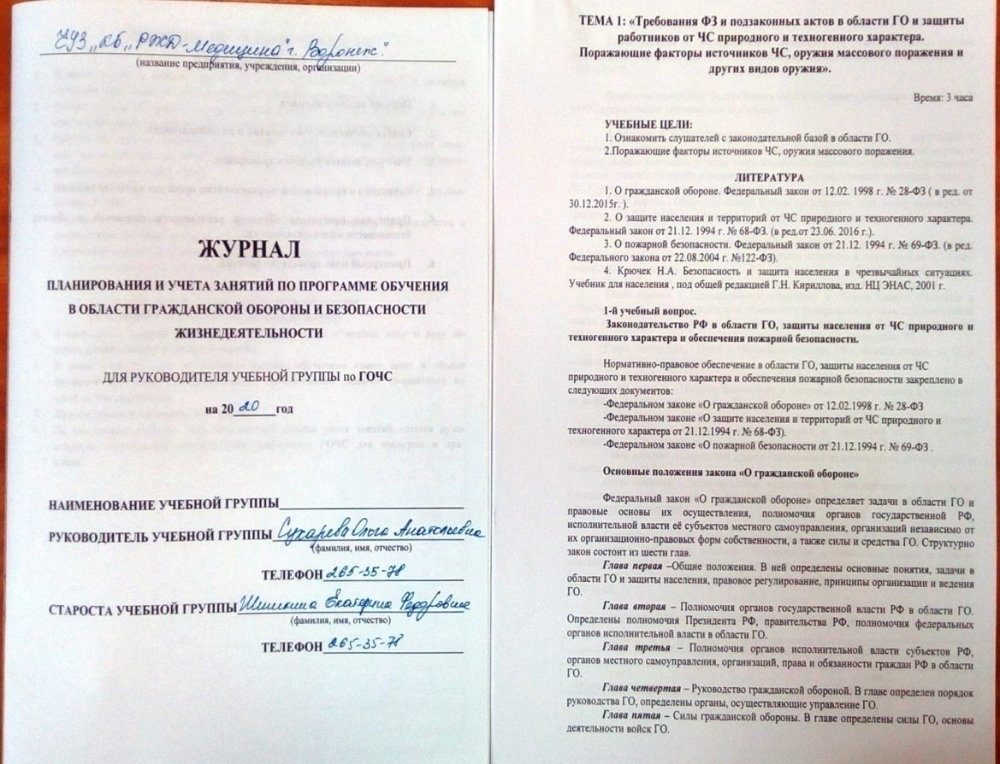 ЧУЗ „КБ „РЖД-Медицина" г. Воронеж".
(название предприятия, учреждения, организации)
ЖУРНАЛ
ПЛАНИРОВАНИЯ И УЧЕТА ЗАНЯТИЙ ПО ПРОГРАММЕ ОБУЧЕНИЯ
В ОБЛАСТИ ГРАЖДАНСКОЙ ОБОРОНЫ И БЕЗОПАСНОСТИ
ЖИЗНЕДЕЯТЕЛЬНОСТИ
ДЛЯ РУКОВОДИТЕЛЯ УЧЕБНОЙ ГРУППЫ по ГОЧС
на 20 20 год
НАИМЕНОВАНИЕ УЧЕБНОЙ ГРУППЫ
РУКОВОДИТЕЛЬ УЧЕБНОЙ ГРУППЫ Сухарева Ольга Анатольевна
(фамилия, имя, отчество)
ТЕЛЕФОН 265-35-78
СТАРОСТА УЧЕБНОЙ ГРУППЫ Шишкина Екатерина Федоровна
(фамилия, имя, отчество)
ТЕЛЕФОН 265-35-78
ТЕМА 1: «Требования ФЗ и подзаконных актов в области ГО и защиты
работников от ЧС природного и техногенного характера.
Поражающие факторы источников ЧС, оружия массового поражения и
других видов оружия».
Время: 3 часа
УЧЕБНЫЕ ЦЕЛИ:
1. Ознакомить слушателей с законодательной базой в области ГО.
2.Поражающие факторы источников ЧС, оружия массового поражения.
ЛИТЕРАТУРА
1. О гражданской обороне. Федеральный закон от 12.02. 1998 г. № 28-ФЗ ( в ред. от
30.12.2015г. ).
2. О защите населения и территорий от ЧС природного и техногенного характера.
Федеральный закон от 21.12. 1994 г. № 68-ФЗ. (в ред.от 23.06. 2016 г.).
3. О пожарной безопасности. Федеральный закон от 21.12. 1994 г. № 69-ФЗ. (в ред.
Федерального закона от 22.08.2004 г. №122-ФЗ).
4. Крючек Н.А. Безопасность и защита населения в чрезвычайных ситуациях.
Учебник для населения , под общей редакцией Г.Н. Кириллова, изд. НЦ ЭНАС, 2001 г.
1-й учебный вопрос.
Законодательство РФ в области ГО, защиты населения от ЧС природного и
техногенного характера и обеспечения пожарной безопасности.
Нормативно-правовое обеспечение в области ГО, защиты населения от ЧС
природного и техногенного характера и обеспечения пожарной безопасности закреплено в
следующих документов:
-Федеральном законе «О гражданской обороне» от 12.02.1998 г. № 28-ФЗ
-Федеральном законе «О защите населения и территорий от ЧС природного и
техногенного характера от 21.12.1994 г. № 68-ФЗ).
-Федеральном законе «О пожарной безопасности от 21.12.1994 г. № 69-ФЗ .
Основные положения закона «О гражданской обороне»
Федеральный закон «О гражданской обороне» определяет задачи в области ГО и
правовые основы их осуществления, полномочия органов государственной РФ,
исполнительной власти её субъектов местного самоуправления, организаций независимо от
их организационно-правовых форм собственности, а также силы и средства ГО. Структурно
закон состоит из шести глав.
Глава первая –Общие положения. В ней определены основные понятия, задачи в
области ГО и защиты населения, правовое регулирование, принципы организации и ведения
ГО.
Глава вторая – Полномочия органов государственной власти РФ в области ГО.
Определены полномочия Президента РФ, правительства РФ, полномочия федеральных
органов исполнительной власти в области ГО.
Глава третья – Полномочия органов исполнительной власти субъектов РФ,
органов местного самоуправления, организаций, права и обязанности граждан РФ в области
ГО.
Глава четвертая – Руководство гражданской обороной. В главе определен порядок
руководства ГО, определены органы, осуществляющие управление ГО.
Глава пятая – Силы гражданской обороны. В главе определены силы ГО, основы
деятельности войск ГО.